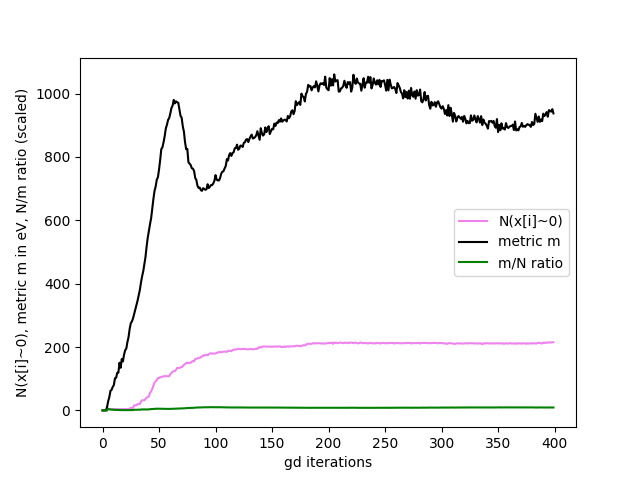 N(x[i]~0), metric m in eV, N/m ratio (scaled)
1000
800
600
400
200
0
N(x[i]~0)
metric m
m/N ratio
0 50 100 150 200 250 300 350 400
gd iterations